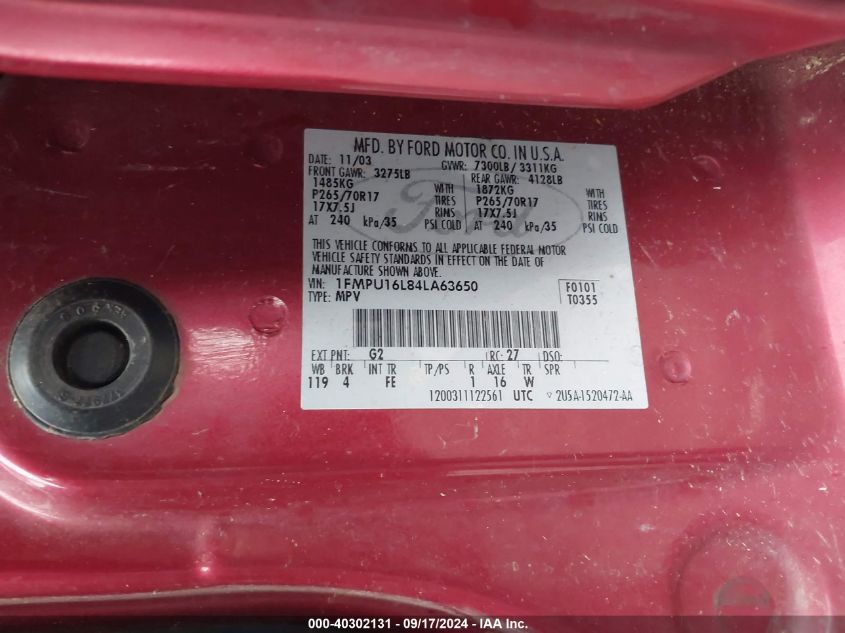 MFD. BY FORD MOTOR CO. IN U.S.A.
DATE: 11/03 GVWR: 7300LB/3311KG
FRONT GAWR: 3275LB REAR GAWR: 4128LB
1485KG WITH 1872KG WITH
P265/70R17 TIRES P265/70R17 TIRES
17X7.5J RINS 17X7.5J RINS
AT 240 kPa/35 PSI COLD AT 240 kPa/35 PSI COLD
Ford
THIS VEHICLE CONFORMS TO ALL APPLICABLE FEDERAL MOTOR
VEHICLE SAFETY STANDARDS IN EFFECT ON THE DATE OF
MANUFACTURE SHOWN ABOVE.
VIN: 1FMPU16L84LA63650 F0101
TYPE: MPV T0355
EXT PNT: G2 RC: 27 DSO:
WB BRK INT TR TP/PS R AXLE TR SPR
119 4 FE 1 16 W
1200311122561 UTC 2U5A-1520472-AA
000-40302131 - 09/17/2024 - IAA Inc.